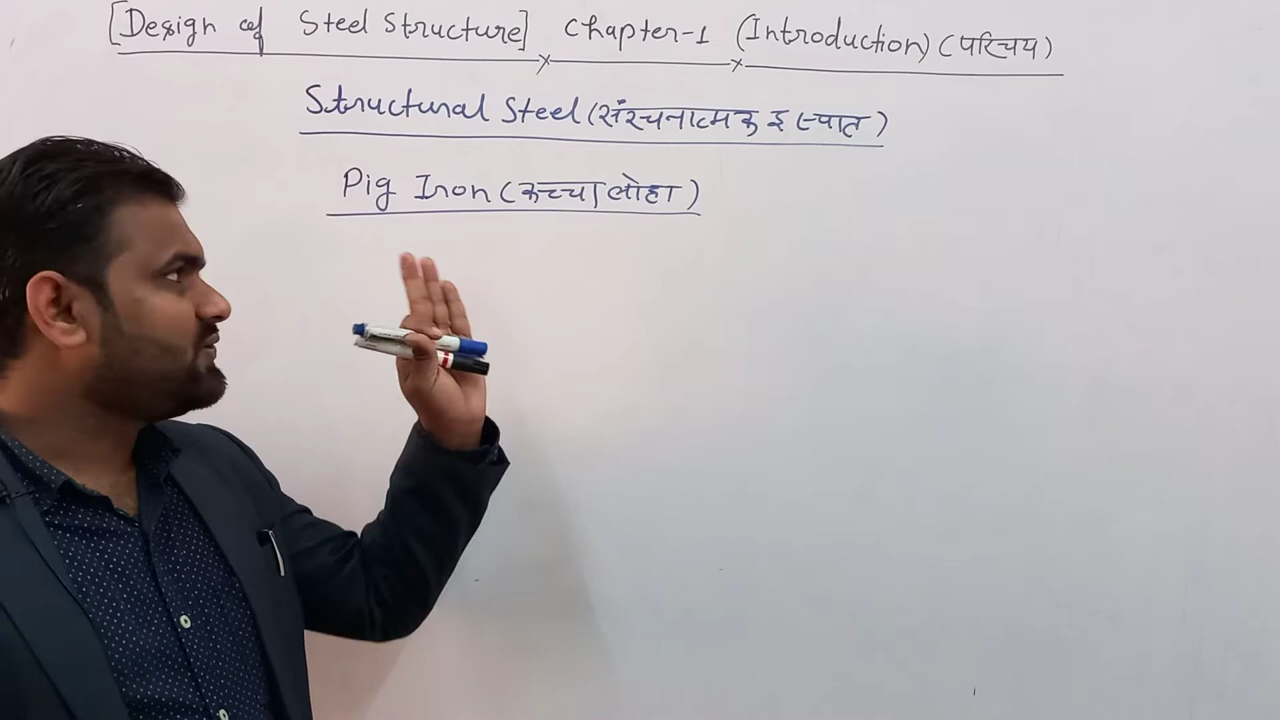 [Design of Steel Structure] Chapter-1 (Introduction) (परिचय)
Structural Steel (संरचनात्मक इस्पात)
Pig Iron (कच्चा लोहा)